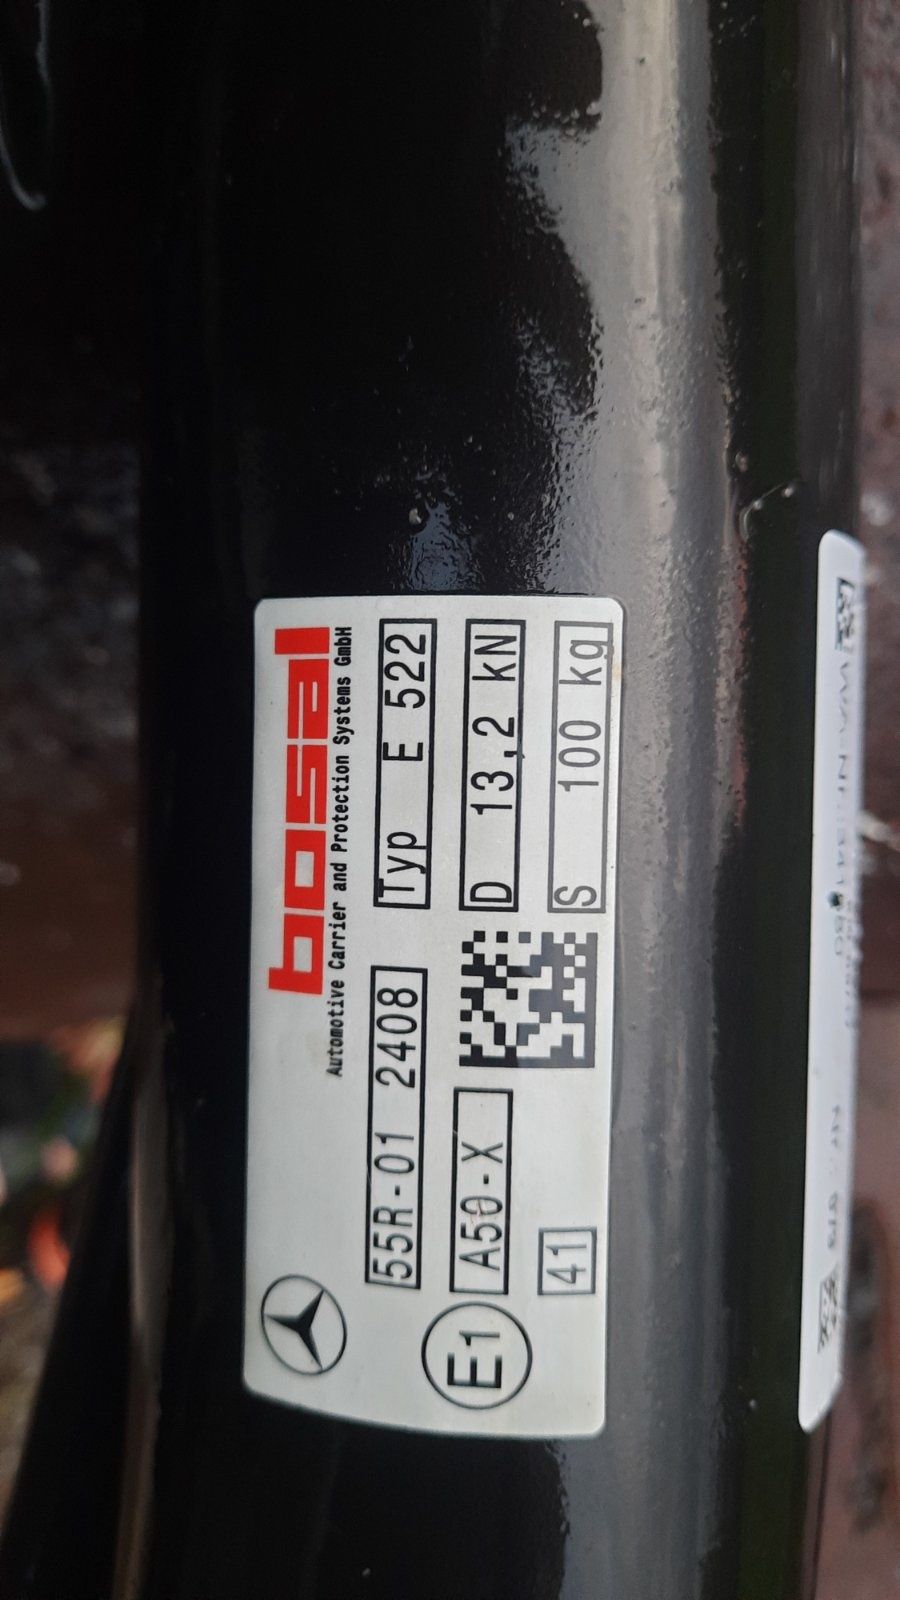 bosal
Automotive Carrier and Protection Systems GmbH
55R-01 2408
Typ E 522
E1
A50-X
D 13,2 kN
41
S 100 kg